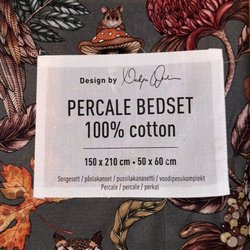 Design by
PERCALE BEDSET
100% cotton
150 x 210 cm • 50 x 60 cm
Sengesett / påslakanset / pussilakanasetti / voodipesukomplekt
Percale / percale / perkal